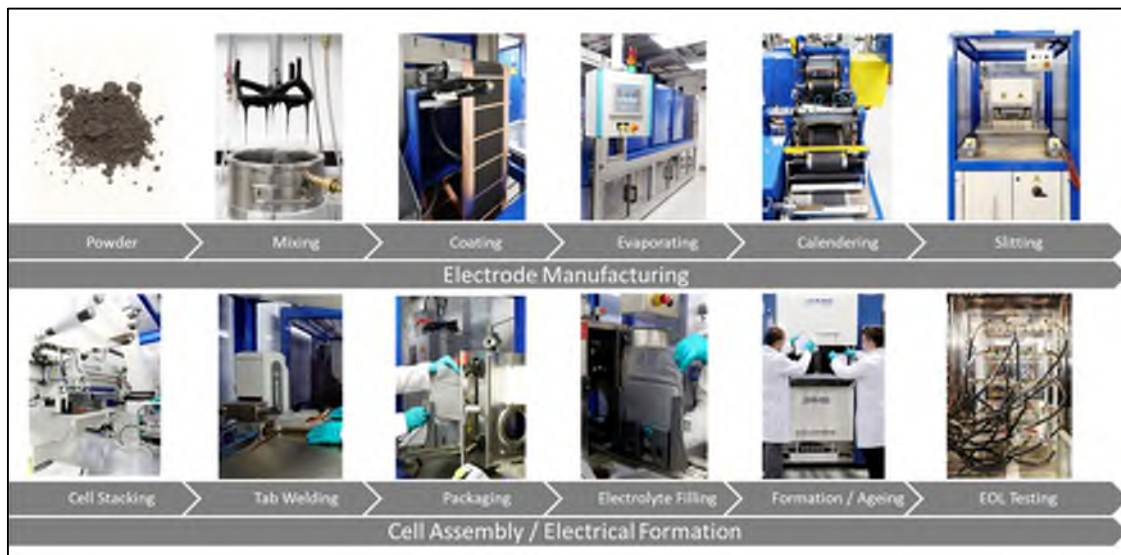 Powder Mixing Coating Evaporating Calendering Slitting
Electrode Manufacturing
Cell Stacking Tab Welding Packaging Electrolyte Filling Formation / Ageing EOL Testing
Cell Assembly / Electrical Formation